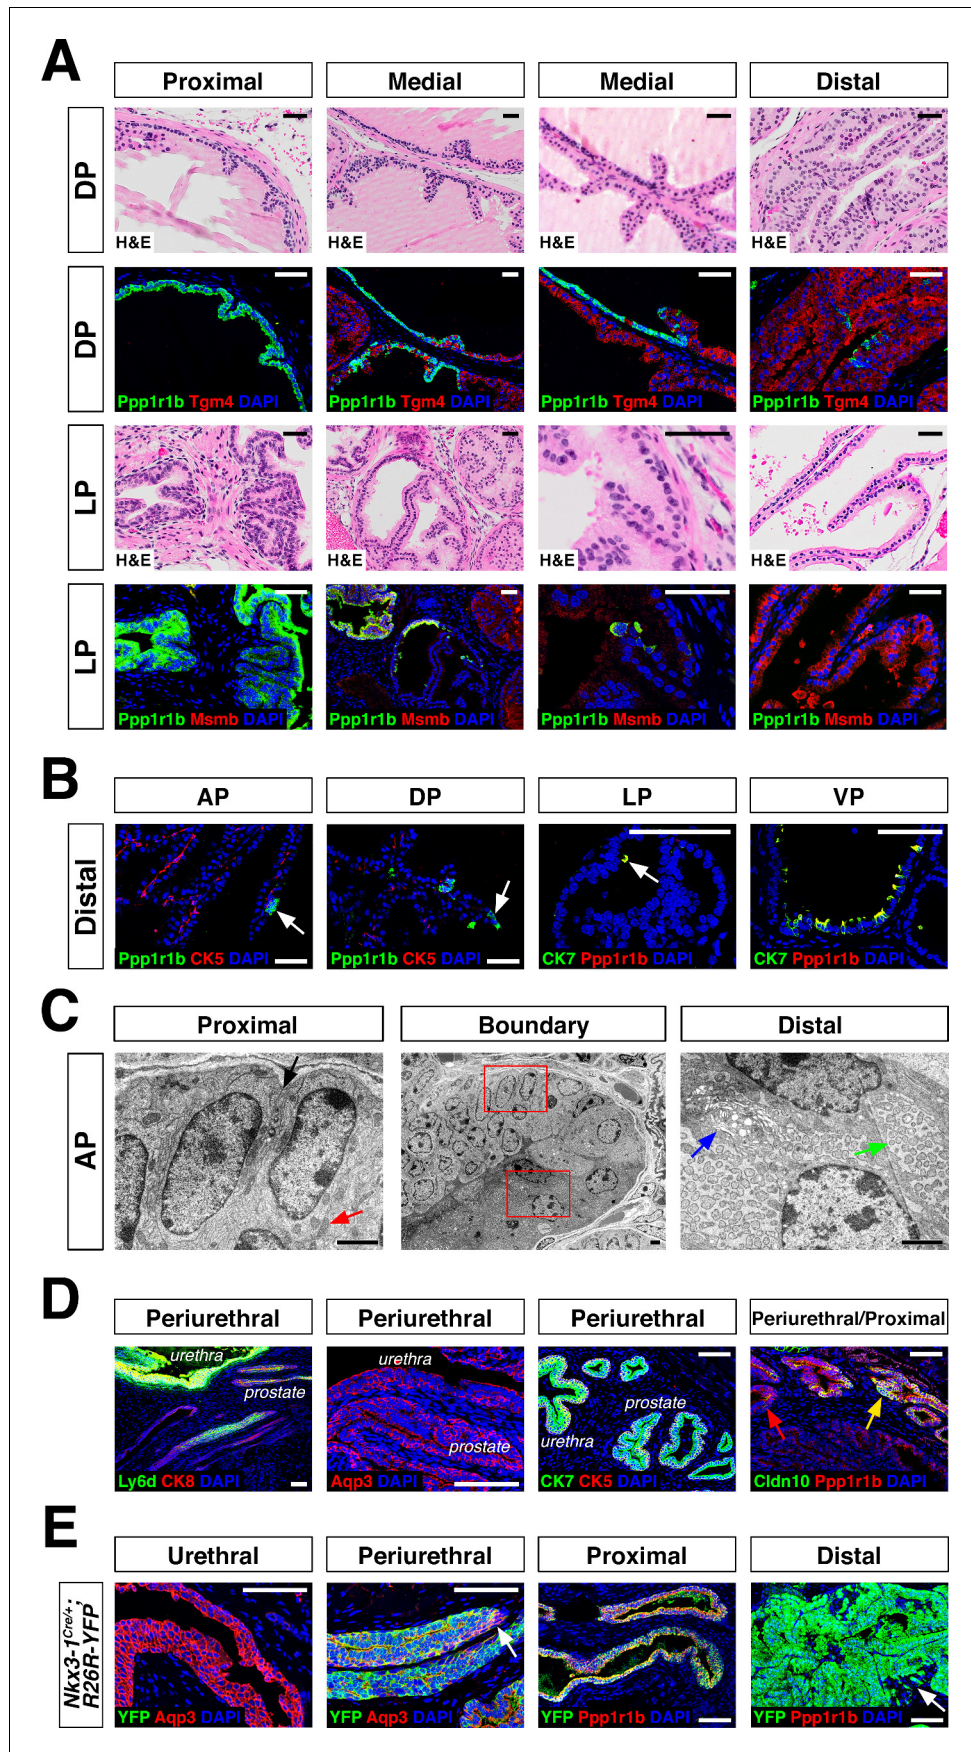 A
Proximal Medial Medial Distal
DP
H&E H&E H&E H&E
DP
Ppp1r1b Tgm4 DAPI Ppp1r1b Tgm4 DAPI Ppp1r1b Tgm4 DAPI Ppp1r1b Tgm4 DAPI
LP
H&E H&E H&E H&E
LP
Ppp1r1b Msmb DAPI Ppp1r1b Msmb DAPI Ppp1r1b Msmb DAPI Ppp1r1b Msmb DAPI
B
AP DP LP VP
Distal
Ppp1r1b CK5 DAPI Ppp1r1b CK5 DAPI CK7 Ppp1r1b DAPI CK7 Ppp1r1b DAPI
C
Proximal Boundary Distal
AP
D
Periurethral Periurethral Periurethral Periurethral/Proximal
urethra urethra
prostate prostate prostate
urethra
Ly6d CK8 DAPI Aqp3 DAPI CK7 CK5 DAPI Cldn10 Ppp1r1b DAPI
E
Urethral Periurethral Proximal Distal
Nkx3-1Cre/+;
R26R-YFP
YFP Aqp3 DAPI YFP Aqp3 DAPI YFP Ppp1r1b DAPI YFP Ppp1r1b DAPI